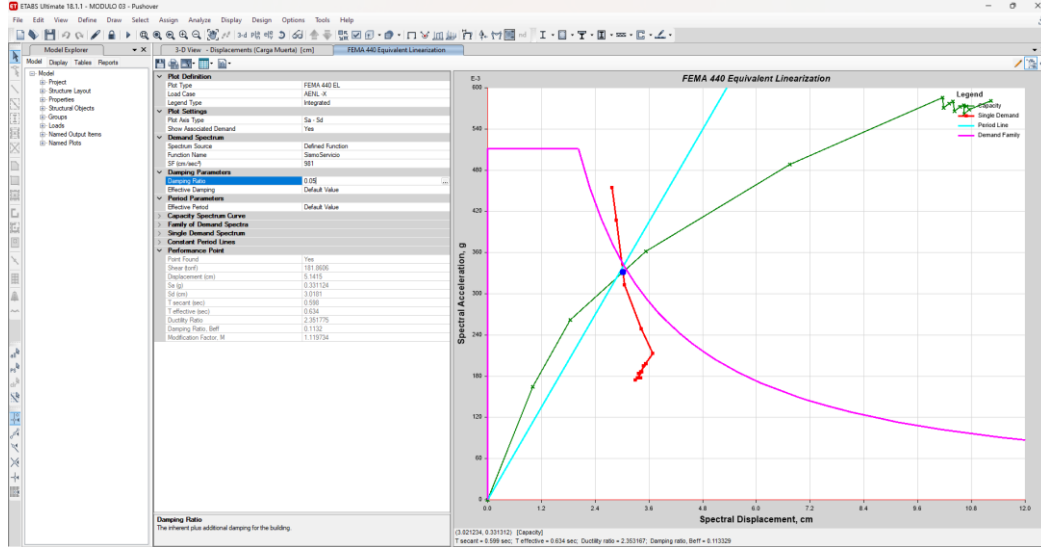 ETABS Ultimate 18.1.1 - MODULO 03 - Pushover
File Edit View Define Draw Select Assign Analyze Display Design Options Tools Help
Model Explorer
3-D View - Displacements (Carga Muerta) [cm]
FEMA 440 Equivalent Linearization
Model Display Tables Reports
Model
Project
Structure Layout
Properties
Structural Objects
Groups
Loads
Named Output Items
Named Plots
Plot Definition
Plot Type FEMA 440 EL
Load Case AENL -X
Legend Type Integrated
Plot Settings
Plot Axis Type Sa - Sd
Show Associated Demand Yes
Demand Spectrum
Spectrum Source Defined Function
Function Name SismoServicio
SF (cm/sec²) 981
Damping Parameters
Damping Ratio 0.05
Effective Damping Default Value
Period Parameters
Effective Period Default Value
Capacity Spectrum Curve
Family of Demand Spectra
Single Demand Spectrum
Constant Period Lines
Performance Point
Point Found Yes
Shear (tonf) 181.8606
Displacement (cm) 5.1415
Sa (g) 0.331124
Sd (cm) 3.0181
T secant (sec) 0.598
T effective (sec) 0.634
Ductility Ratio 2.351775
Damping Ratio, Beff 0.1132
Modification Factor, M 1.119734
Damping Ratio
The inherent plus additional damping for the building.
FEMA 440 Equivalent Linearization
E-3
600
540
480
420
360
300
240
180
120
60
0
Spectral Acceleration, g
Legend
Capacity
Single Demand
Period Line
Demand Family
0.0 1.2 2.4 3.6 4.8 6.0 7.2 8.4 9.6 10.8 12.0
Spectral Displacement, cm
(3.021234, 0.331312) [Capacity]
T secant = 0.599 sec; T effective = 0.634 sec; Ductility ratio = 2.353167; Damping ratio, Beff = 0.113329